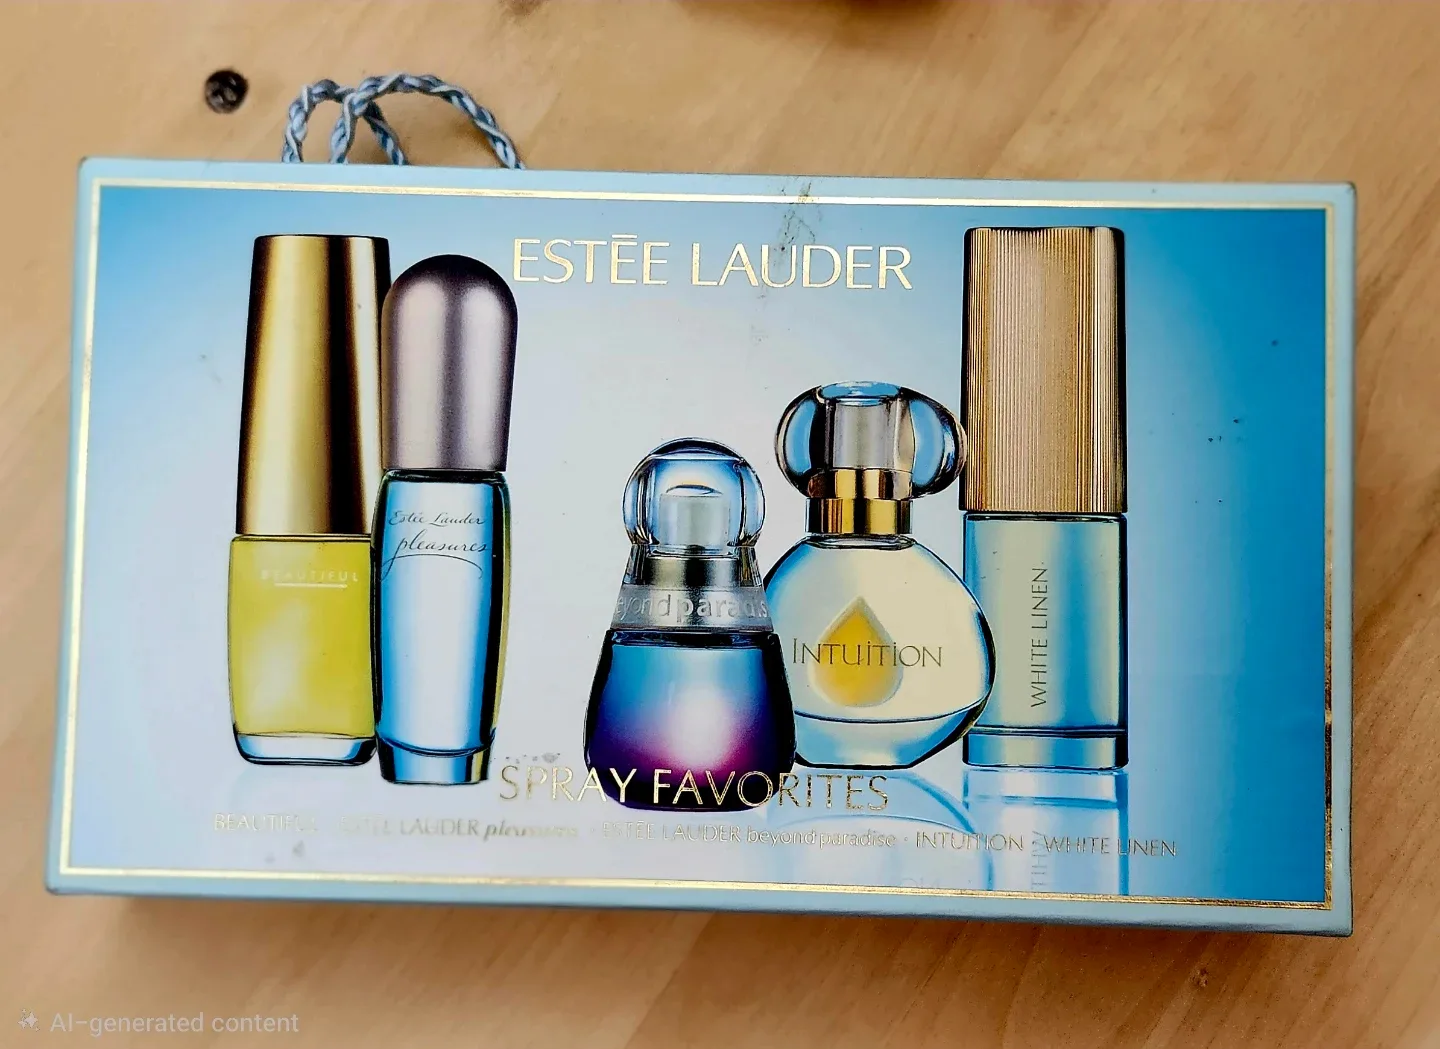 ESTĒE LAUDER
BEAUTIFUL
Estée Lauder
pleasures
beyond paradis
INTUITION
WHITE LINEN
SPRAY FAVORITES
BEAUTIFUL · ESTĒE LAUDER pleasures · ESTĒE LAUDER beyond paradise · INTUITION · WHITE LINEN
AI-generated content